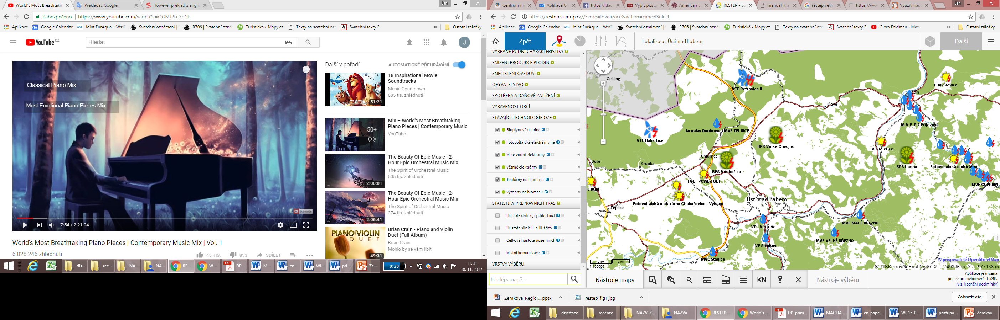 World's Most Breathtakin
Překladač Google
However překlad z anglič
Jan
Zabezpečeno
https://www.youtube.com/watch?v=OGMJ2b-3eCk
Aplikace
Google Calendar
Joint EurAqua – WssT
Svatební oznámení |
R706 | Svatební ozná
Turistická • Mapy.cz
Texty na svatební ozn
Svatební texty 2
»
Ostatní záložky
YouTube CZ
Hledat
J
Classical Piano Mix
Most Emotional Piano Pieces Mix
Subscribe
7:54 / 2:21:04
World's Most Breathtaking Piano Pieces | Contemporary Music Mix | Vol. 1
6 028 246 zhlédnutí
45 TIS.
893
SDÍLET
Další v pořadí
AUTOMATICKÉ PŘEHRÁVÁNÍ
51:21
18 Inspirational Movie
Soundtracks
Music Countdown
685 tis. zhlédnutí
50+
Mix – World's Most Breathtaking
Piano Pieces | Contemporary Music
YouTube
2:00:01
The Beauty Of Epic Music | 2-
Hour Epic Orchestral Music Mix
The Spirit of Orchestral Music
505 tis. zhlédnutí
2:06:41
The Beauty Of Epic Music | 2-
Hour Epic Orchestral Music Mix
The Spirit of Orchestral Music
374 tis. zhlédnutí
PIANO VIOLIN
DUET
49:31
Brian Crain - Piano and Violin
Duet (Full Album)
Brian Crain
Mohlo by se vám líbit
dis...
rec...
NA...
NA...
RE...
W...
DP...
M...
en...
WI...
pri...
Ze...
0:28
11:58
18. 11. 2017
Centrum ma
Aplikace Gr
https://l.fac
Výpis pošto
American E
RESTEP - Lo
manual_k_a
restep větrn
https://ww
Využití nást
Jan
https://restep.vumop.cz//?core=lokalizace&action=cancelSelect
Aplikace
Google Calendar
Joint EurAqua – WssT
Svatební oznámení |
R706 | Svatební ozná
Turistická • Mapy.cz
Texty na svatební ozn
Svatební texty 2
Giora Feidman - Maz
»
Ostatní záložky
Zpět
Lokalizace: Ústí nad Labem
Další
VYBRANÉ PŮDNÍ CHARAKTERISTIKY
SNÍŽENÍ PRODUKCE PLODIN
ZNEČIŠTĚNÍ OVZDUŠÍ
OBYVATELSTVO
SPOTŘEBA A DAŇOVÉ ZATÍŽENÍ
VYBAVENOST OBCÍ
STÁVAJÍCÍ TECHNOLOGIE OZE
Bioplynové stanice
Fotovoltaické elektrárny na
Malé vodní elektrárny
Větrné elektrárny
Teplárny na biomasu
Výtopny na biomasu
STATISTIKY PŘEPRAVNÍCH TRAS
Hustota dálnic, rychlostnícl
Hustota silnic II. a III. třídy
Celková hustota pozemních
Místní komunikace
VRSTVY VÝBĚRU
Hledej v mapě...
Geising
VTE Petrovice II
Ludvíkovice
Jílové
Jaroslav Doubrava - MVE TELNICE
M.V.E. P 2 Příjezová
VTE Habartice
BPS Velké Chvojno
FVE Boletice
Chlumec
Dubí
Krupka
BPS Všebořice
BPS Lesná
Fotovoltaická elektrárna
FVE - POWER GET
MVE CUPRUM
VE Dubí
Fotovoltaická elektrárna Chabařovice - Vyklice I.
Ústí nad Labem
Teplice
MVE MALÉ BŘEZNO
VDJ Větruše
MVE VELKÉ BŘEZNO
VE Střekov
MVE Stadice
2 km
1 mi
1:100000
© přispěvatelé OpenStreetMap
S-JTSK Krovak East North: X = -749896 m, Y = -977138 m
Nástroje mapy
KN
Nástroje výběru
Aplikace je určena
pouze pro nekomerční užití.
(viz. licenční podmínky)
Zemkova_RegioI....pptx
restep_fig1.jpg
Zobrazit vše
disertace
recenze
NAZV-Z...
NAZVa
RESTEP ...
World's ...
DP_prim...
MACHA...
en_pape...
WI_15-0...
pristupy...
Zemkov...